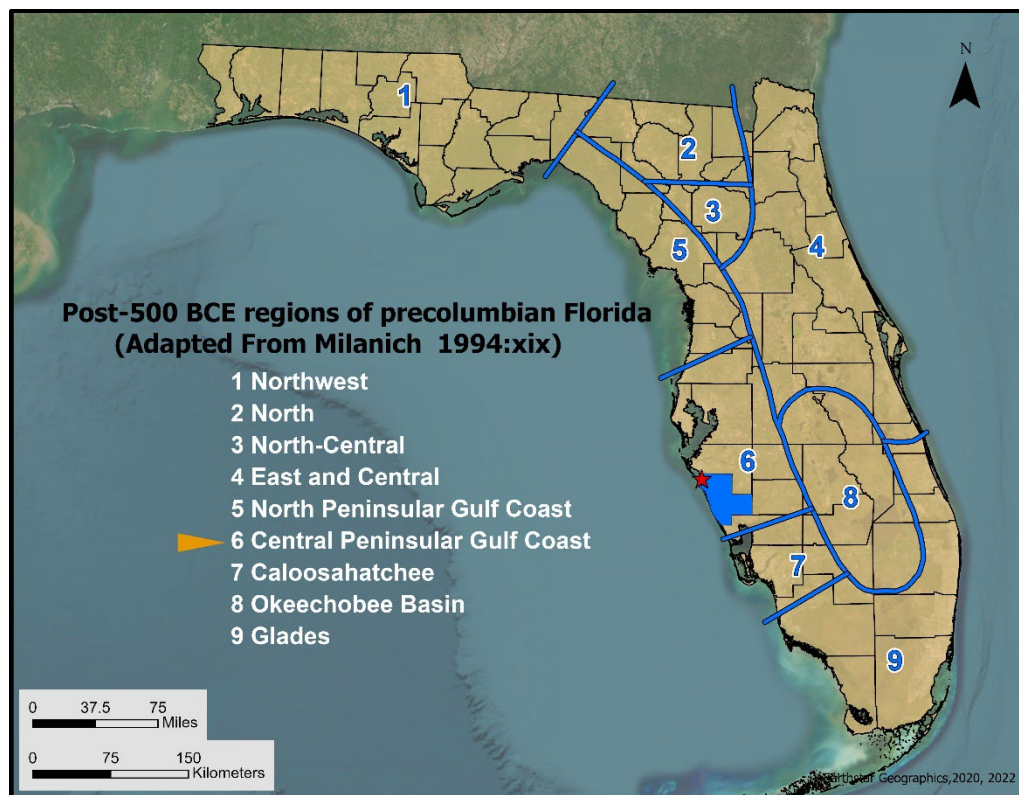 N
1
2
3
4
5
Post-500 BCE regions of precolumbian Florida
(Adapted From Milanich 1994:xix)
1 Northwest
2 North
3 North-Central
4 East and Central
5 North Peninsular Gulf Coast
6 Central Peninsular Gulf Coast
7 Caloosahatchee
8 Okeechobee Basin
9 Glades
6
8
7
9
0 37.5 75
Miles
0 75 150
Kilometers
Geographics,2020, 2022